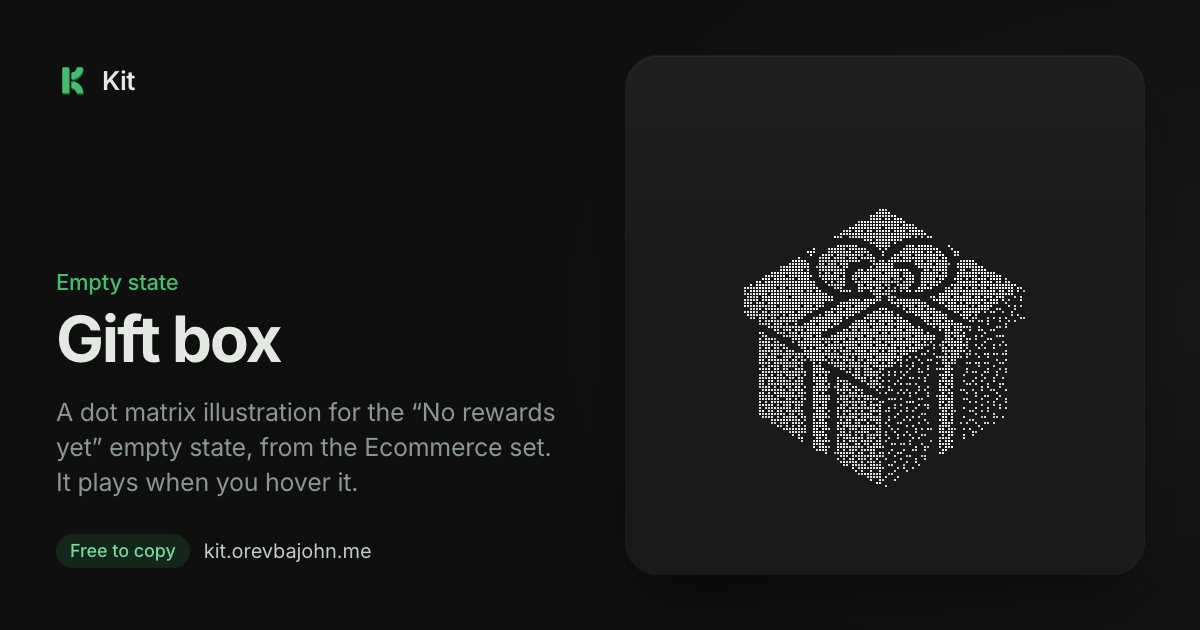 Kit
Empty state
Gift box
A dot matrix illustration for the “No rewards
yet” empty state, from the Ecommerce set.
It plays when you hover it.
Free to copy
kit.orevbajohn.me